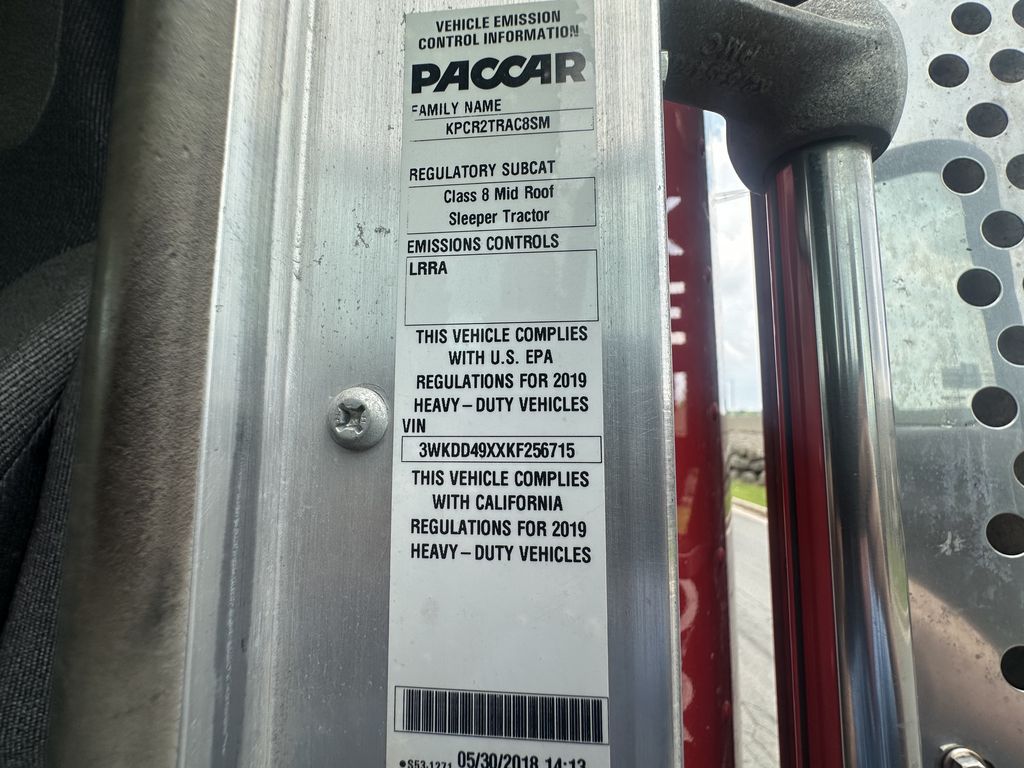 VEHICLE EMISSION
CONTROL INFORMATION
PACCAR
FAMILY NAME
KPCR2TRAC8SM
REGULATORY SUBCAT
Class 8 Mid Roof
Sleeper Tractor
EMISSIONS CONTROLS
LRRA
THIS VEHICLE COMPLIES
WITH U.S. EPA
REGULATIONS FOR 2019
HEAVY-DUTY VEHICLES
VIN
3WKDD49XXKF256715
THIS VEHICLE COMPLIES
WITH CALIFORNIA
REGULATIONS FOR 2019
HEAVY-DUTY VEHICLES
•S53-1271 05/30/2018 14:13